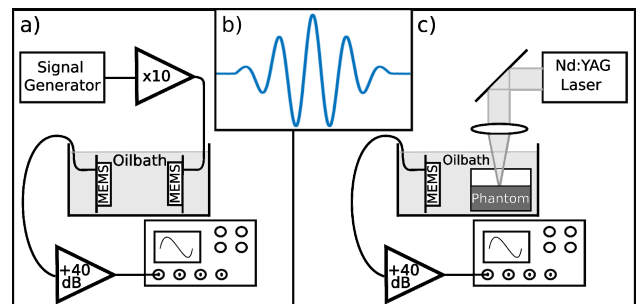 a)
Signal
Generator
x10
Oilbath
MEMS
MEMS
+40
dB
b)
c)
Nd:YAG
Laser
Oilbath
MEMS
Phantom
+40
dB